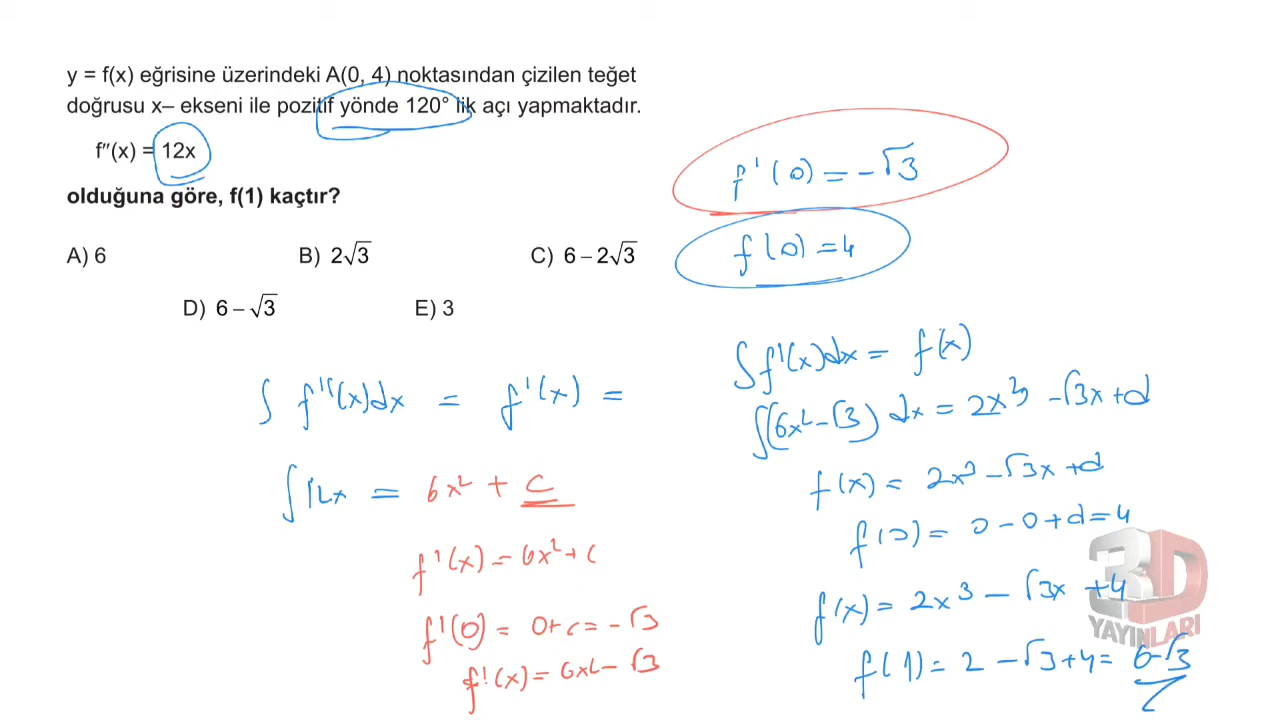 y = f(x) eğrisine üzerindeki A(0, 4) noktasından çizilen teğet
doğrusu x– ekseni ile pozitif yönde 120° lik açı yapmaktadır.
f″(x) = 12x
olduğuna göre, f(1) kaçtır?
A) 6 B) 2√3 C) 6 – 2√3
D) 6 – √3 E) 3
f'(0) = -√3
f(0) = 4
∫ f''(x)dx = f'(x) =
∫ 12x = 6x² + c
f'(x) = 6x² + c
f'(0) = 0 + c = -√3
f'(x) = 6x² - √3
∫ f'(x)dx = f(x)
∫(6x² - √3) dx = 2x³ - √3x + d
f(x) = 2x³ - √3x + d
f(0) = 0 - 0 + d = 4
f(x) = 2x³ - √3x + 4
f(1) = 2 - √3 + 4 = 6-√3
3D
YAYINLARI